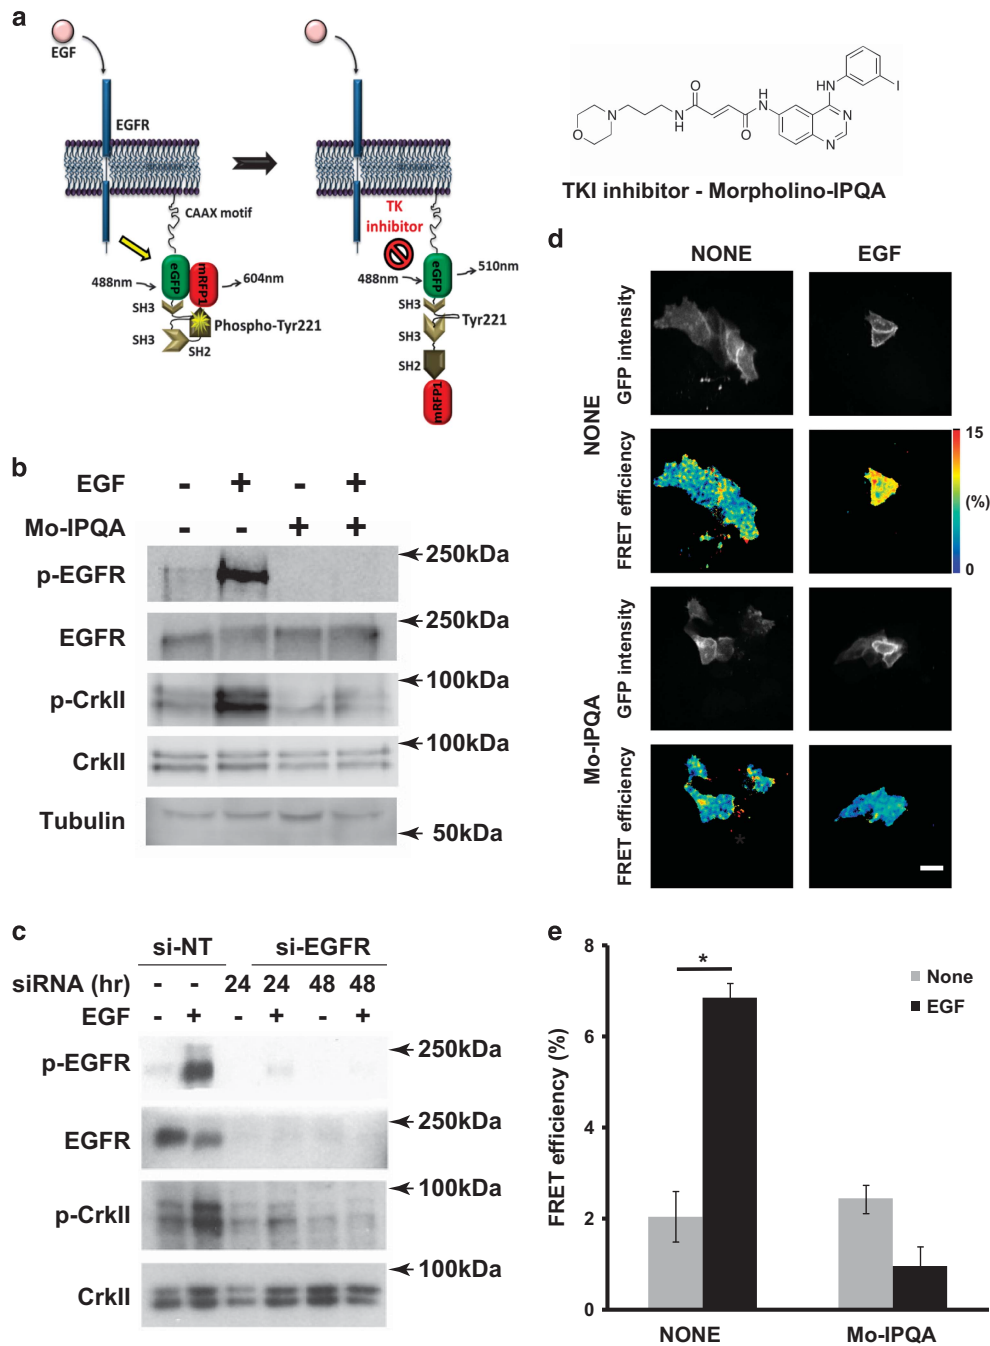 a
EGF
EGFR
CAAX motif
488nm
eGFP
mRFP1
604nm
SH3
Phospho-Tyr221
SH3
SH2
TK
inhibitor
488nm
eGFP
510nm
SH3
Tyr221
SH3
SH2
mRFP1
O
N
N
H
O
O
H
N
HN
I
N
N
TKI inhibitor - Morpholino-IPQA
b
EGF - + - +
Mo-IPQA - - + +
p-EGFR 250kDa
EGFR 250kDa
p-CrkII 100kDa
CrkII 100kDa
Tubulin 50kDa
c
si-NT si-EGFR
siRNA (hr) - - 24 24 48 48
EGF - + - + - +
p-EGFR 250kDa
EGFR 250kDa
p-CrkII 100kDa
CrkII 100kDa
d
NONE EGF
NONE
GFP intensity
FRET efficiency
15
(%)
0
Mo-IPQA
GFP intensity
FRET efficiency
*
e
FRET efficiency (%)
8
6
4
2
0
*
None
EGF
NONE Mo-IPQA